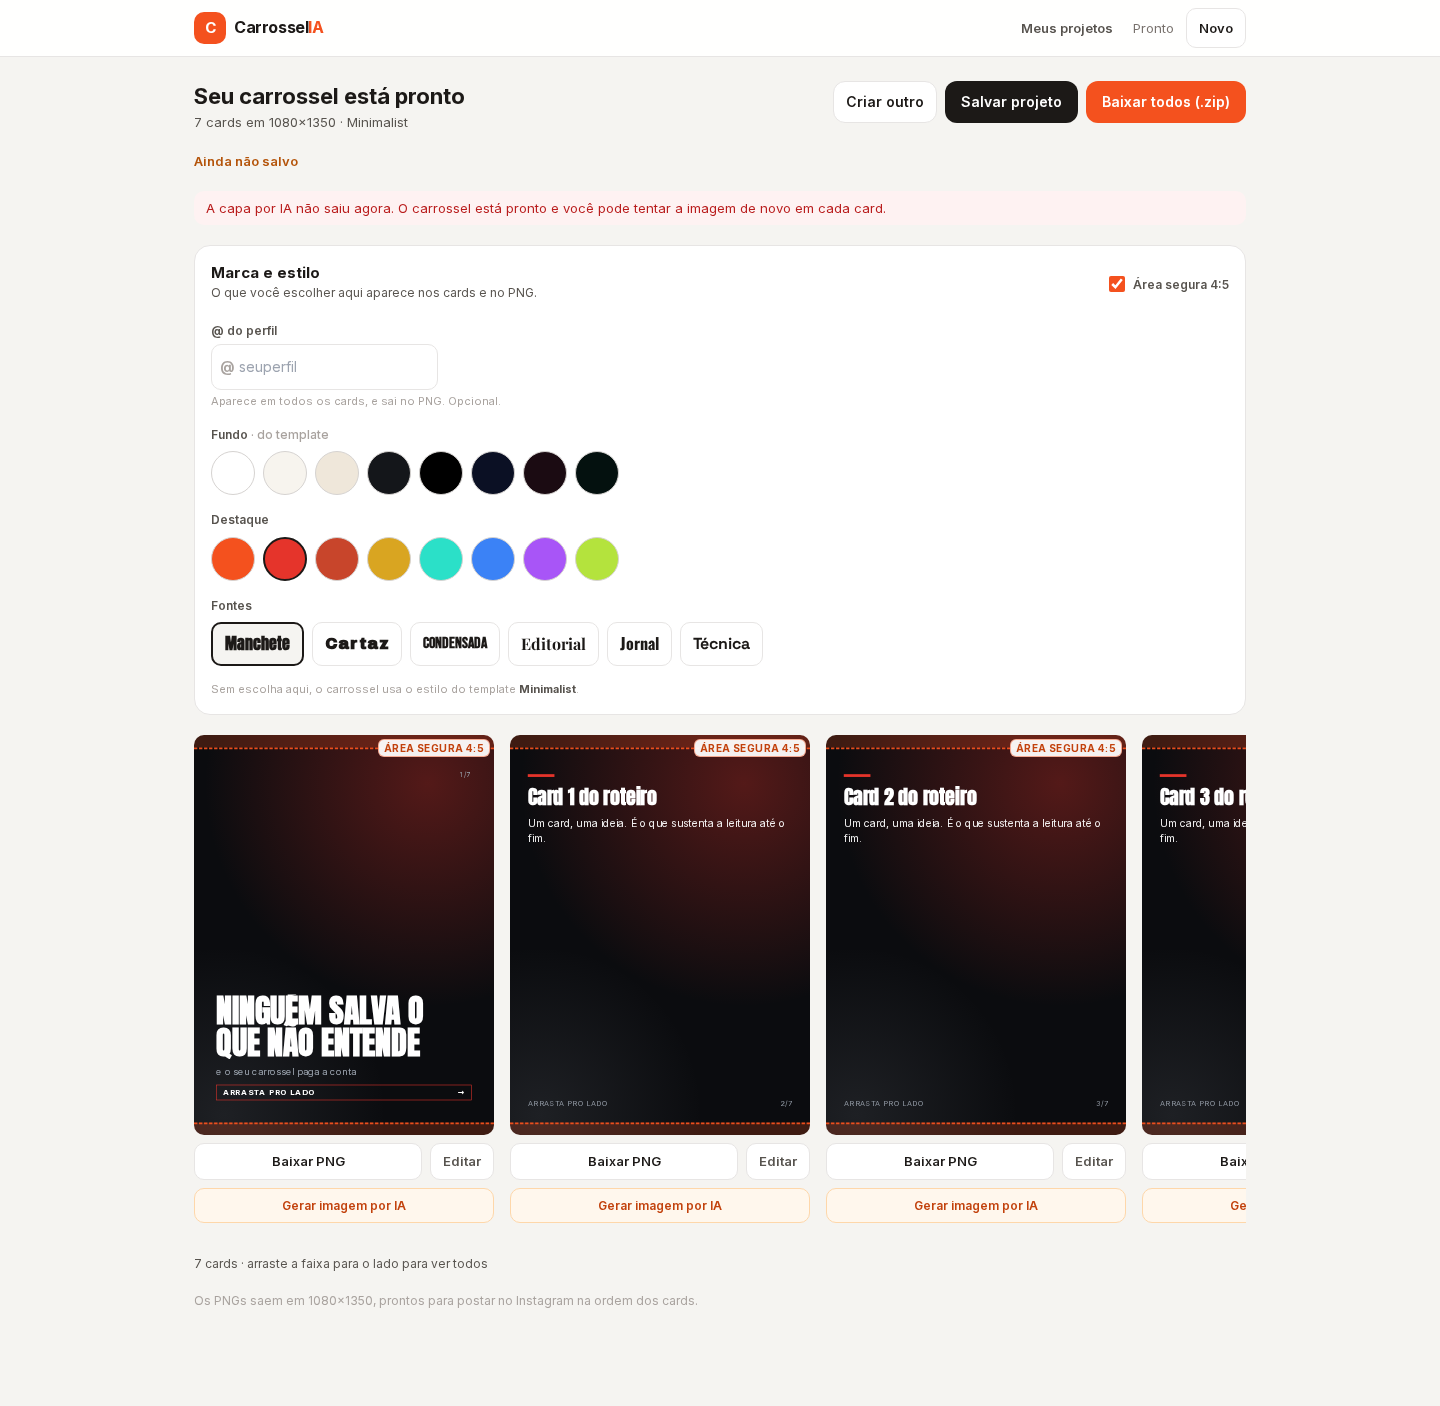 C CarrosselIA
Meus projetos Pronto Novo
Seu carrossel está pronto
7 cards em 1080×1350 · Minimalist
Criar outro Salvar projeto Baixar todos (.zip)
Ainda não salvo
A capa por IA não saiu agora. O carrossel está pronto e você pode tentar a imagem de novo em cada card.
Marca e estilo
O que você escolher aqui aparece nos cards e no PNG.
Área segura 4:5
@ do perfil
@ seuperfil
Aparece em todos os cards, e sai no PNG. Opcional.
Fundo · do template
Destaque
Fontes
Manchete Cartaz CONDENSADA Editorial Jornal Técnica
Sem escolha aqui, o carrossel usa o estilo do template Minimalist.
ÁREA SEGURA 4:5
1/7
NINGUÉM SALVA O
QUE NÃO ENTENDE
e o seu carrossel paga a conta
ARRASTA PRO LADO →
Baixar PNG Editar
Gerar imagem por IA
ÁREA SEGURA 4:5
Card 1 do roteiro
Um card, uma ideia. É o que sustenta a leitura até o
fim.
ARRASTA PRO LADO 2/7
Baixar PNG Editar
Gerar imagem por IA
ÁREA SEGURA 4:5
Card 2 do roteiro
Um card, uma ideia. É o que sustenta a leitura até o
fim.
ARRASTA PRO LADO 3/7
Baixar PNG Editar
Gerar imagem por IA
Card 3 do r
Um card, uma ide
fim.
ARRASTA PRO LADO
Baix
Ge
7 cards · arraste a faixa para o lado para ver todos
Os PNGs saem em 1080×1350, prontos para postar no Instagram na ordem dos cards.